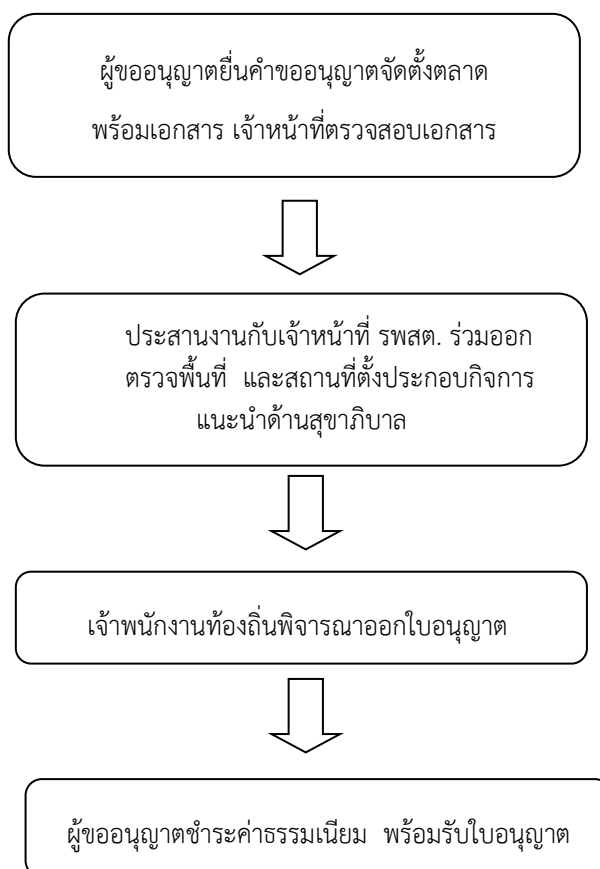 ผู้ขออนุญาตยื่นคำขออนุญาตจัดตั้งตลาด
พร้อมเอกสาร เจ้าหน้าที่ตรวจสอบเอกสาร
ประสานงานกับเจ้าหน้าที่ รพสต. ร่วมออก
ตรวจพื้นที่ และสถานที่ตั้งประกอบกิจการ
แนะนำด้านสุขาภิบาล
เจ้าพนักงานท้องถิ่นพิจารณาออกใบอนุญาต
ผู้ขออนุญาตชำระค่าธรรมเนียม พร้อมรับใบอนุญาต